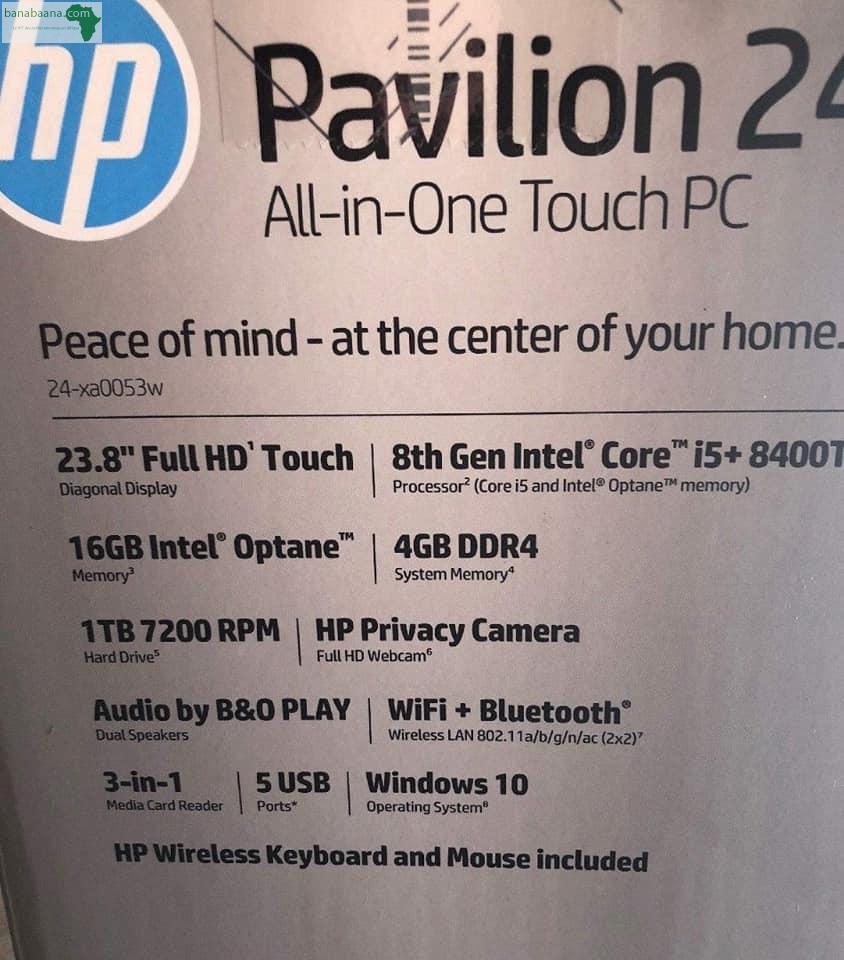 banabaana.com
hp
Pavilion 24
All-in-One Touch PC
Peace of mind - at the center of your home.
24-xa0053w
23.8" Full HD¹ Touch
Diagonal Display
8th Gen Intel® Core™ i5+ 8400T
Processor² (Core i5 and Intel® Optane™ memory)
16GB Intel® Optane™
Memory³
4GB DDR4
System Memory⁴
1TB 7200 RPM
Hard Drive⁵
HP Privacy Camera
Full HD Webcam⁶
Audio by B&O PLAY
Dual Speakers
WiFi + Bluetooth®
Wireless LAN 802.11a/b/g/n/ac (2x2)⁷
3-in-1
Media Card Reader
5 USB
Ports*
Windows 10
Operating System⁸
HP Wireless Keyboard and Mouse included